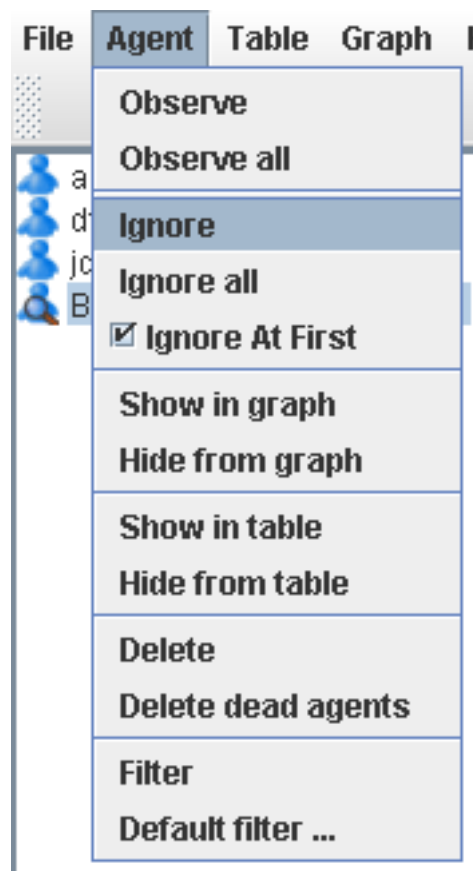 File Agent Table Graph
Observe
Observe all
Ignore
Ignore all
Ignore At First
Show in graph
Hide from graph
Show in table
Hide from table
Delete
Delete dead agents
Filter
Default filter ...